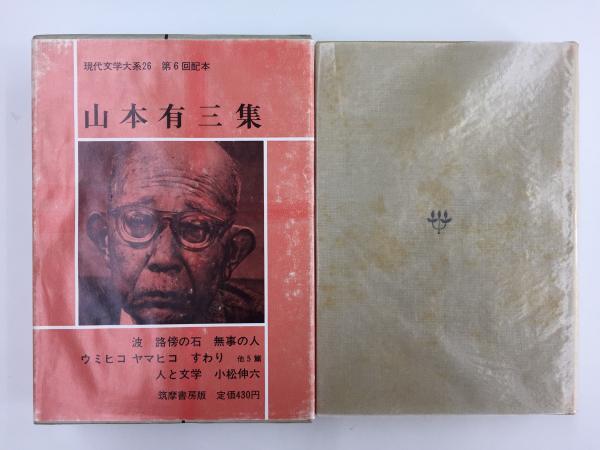 現代文学大系26 第6回配本
山本有三集
波 路傍の石 無事の人
ウミヒコ ヤマヒコ すわり 他5篇
人と文学 小松伸六
筑摩書房版 定価430円